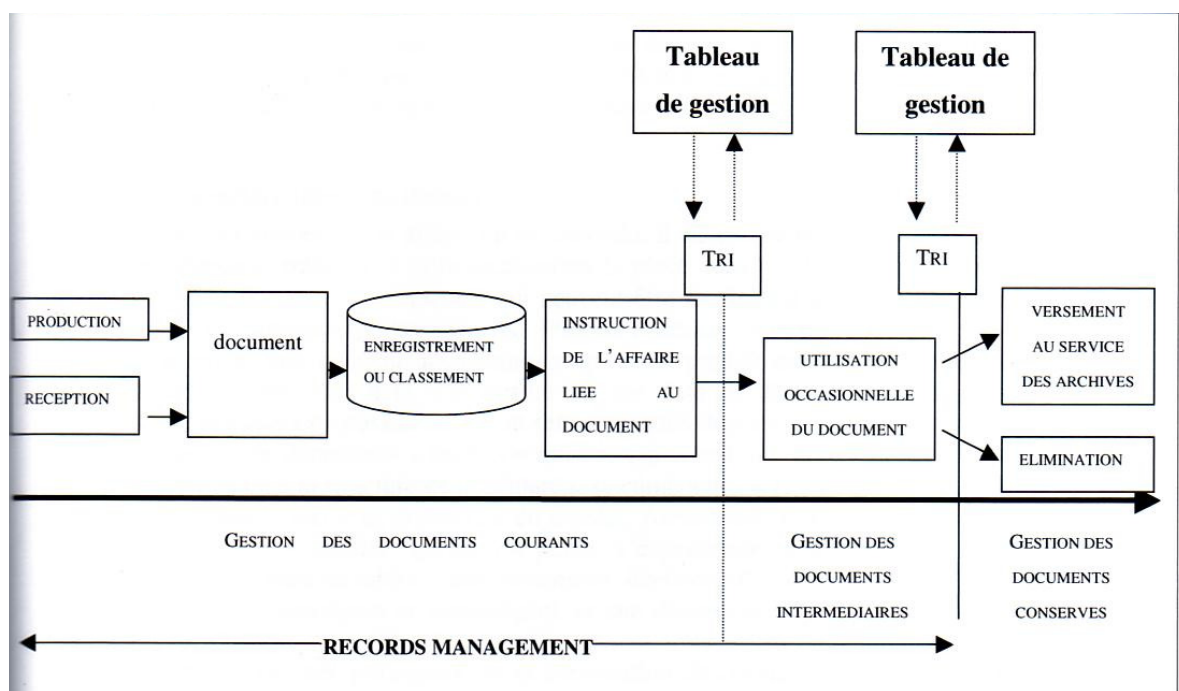 Tableau
de gestion
Tableau de
gestion
TRI
TRI
PRODUCTION
RECEPTION
document
ENREGISTREMENT
OU CLASSEMENT
INSTRUCTION
DE L'AFFAIRE
LIEE AU
DOCUMENT
UTILISATION
OCCASIONNELLE
DU DOCUMENT
VERSEMENT
AU SERVICE
DES ARCHIVES
ELIMINATION
GESTION DES DOCUMENTS COURANTS
GESTION DES
DOCUMENTS
INTERMEDIAIRES
GESTION DES
DOCUMENTS
CONSERVES
RECORDS MANAGEMENT